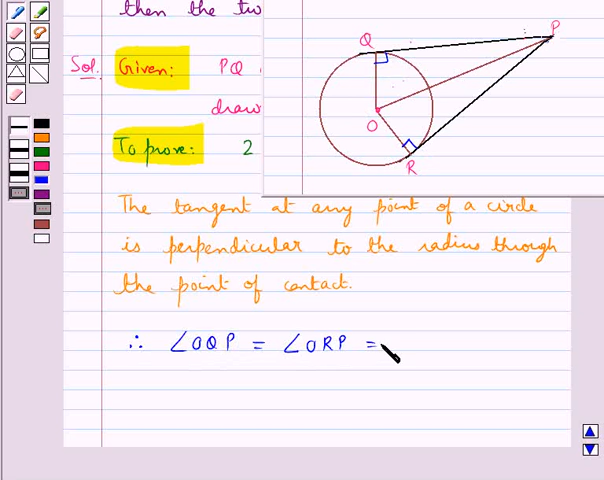 then the two
Sol. Given: PQ
draw
To prove: 2
P
Q
O
R
The tangent at any point of a circle
is perpendicular to the radius through
the point of contact.
∴ ∠OQP = ∠ORP =